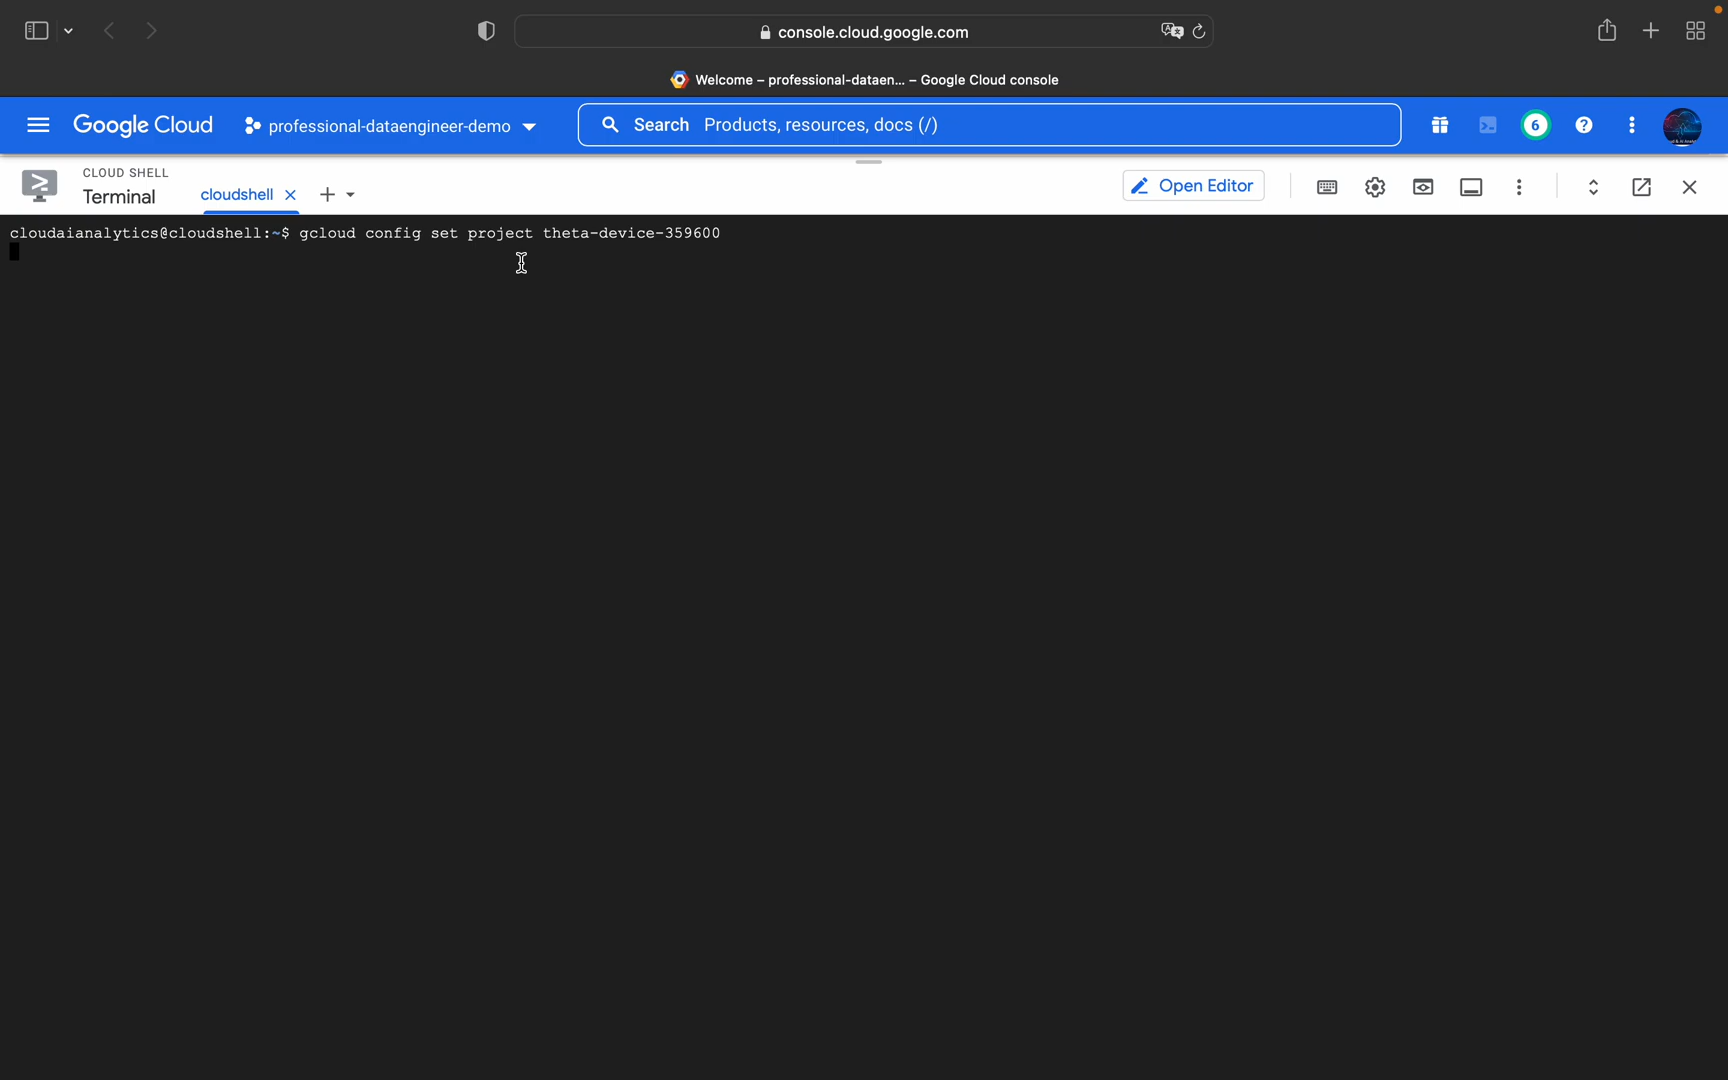 console.cloud.google.com
Welcome – professional-dataen... – Google Cloud console
Google Cloud
professional-dataengineer-demo
Search Products, resources, docs (/)
6
?
CLOUD SHELL
Terminal
cloudshell
Open Editor
cloudaianalytics@cloudshell:~$ gcloud config set project theta-device-359600